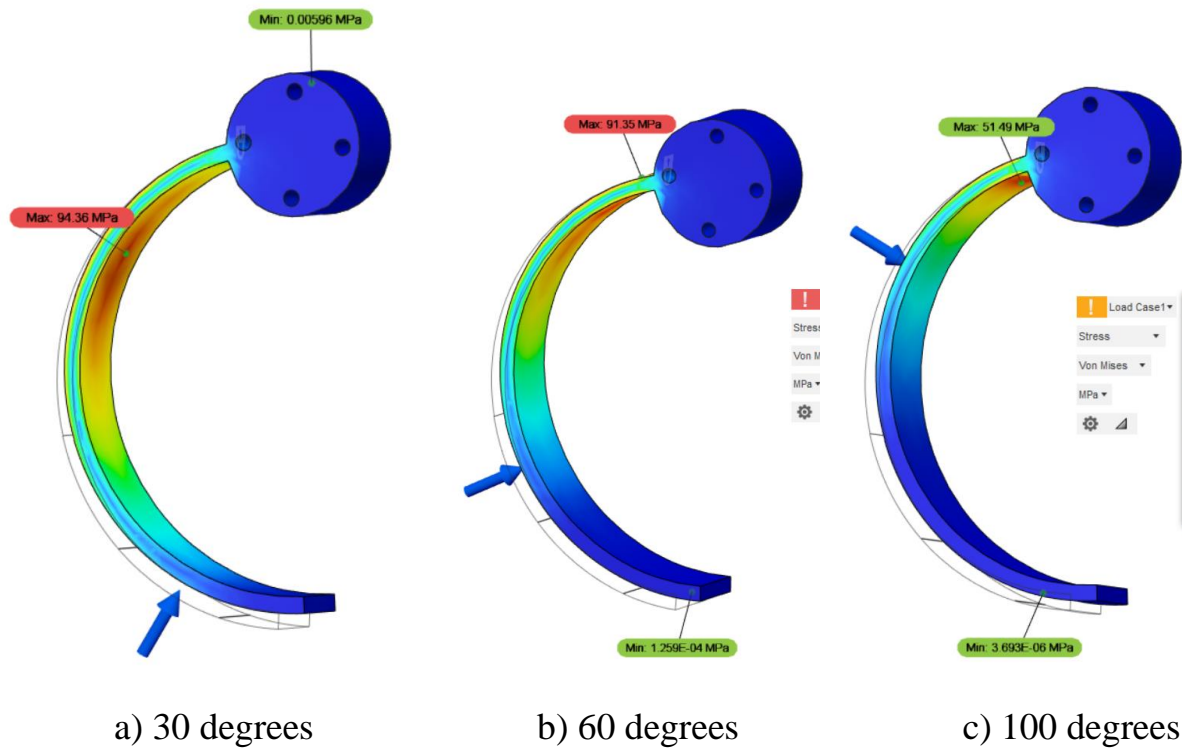 Min: 0.00596 MPa
Max: 94.36 MPa
Max: 91.35 MPa
!
Stress
Von M
MPa
Min: 1.259E-04 MPa
Max: 51.49 MPa
! Load Case1
Stress
Von Mises
MPa
Min: 3.693E-06 MPa
a) 30 degrees
b) 60 degrees
c) 100 degrees